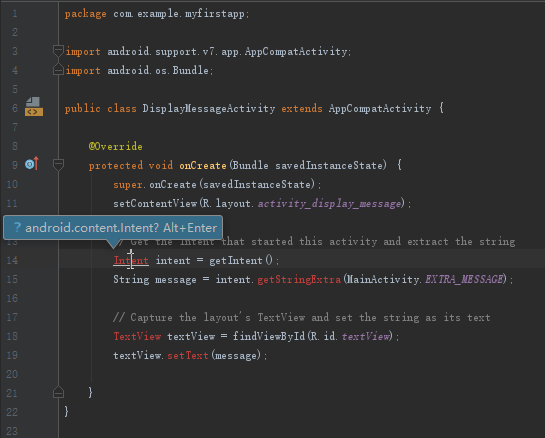 1 package com.example.myfirstapp;
2
3 import android.support.v7.app.AppCompatActivity;
4 import android.os.Bundle;
5
6 public class DisplayMessageActivity extends AppCompatActivity {
7
8 @Override
9 protected void onCreate(Bundle savedInstanceState) {
10 super.onCreate(savedInstanceState);
11 setContentView(R.layout.activity_display_message);
? android.content.Intent? Alt+Enter
13 // Get the Intent that started this activity and extract the string
14 Intent intent = getIntent();
15 String message = intent.getStringExtra(MainActivity.EXTRA_MESSAGE);
16
17 // Capture the layout's TextView and set the string as its text
18 TextView textView = findViewById(R.id.textView);
19 textView.setText(message);
20
21 }
22 }
23